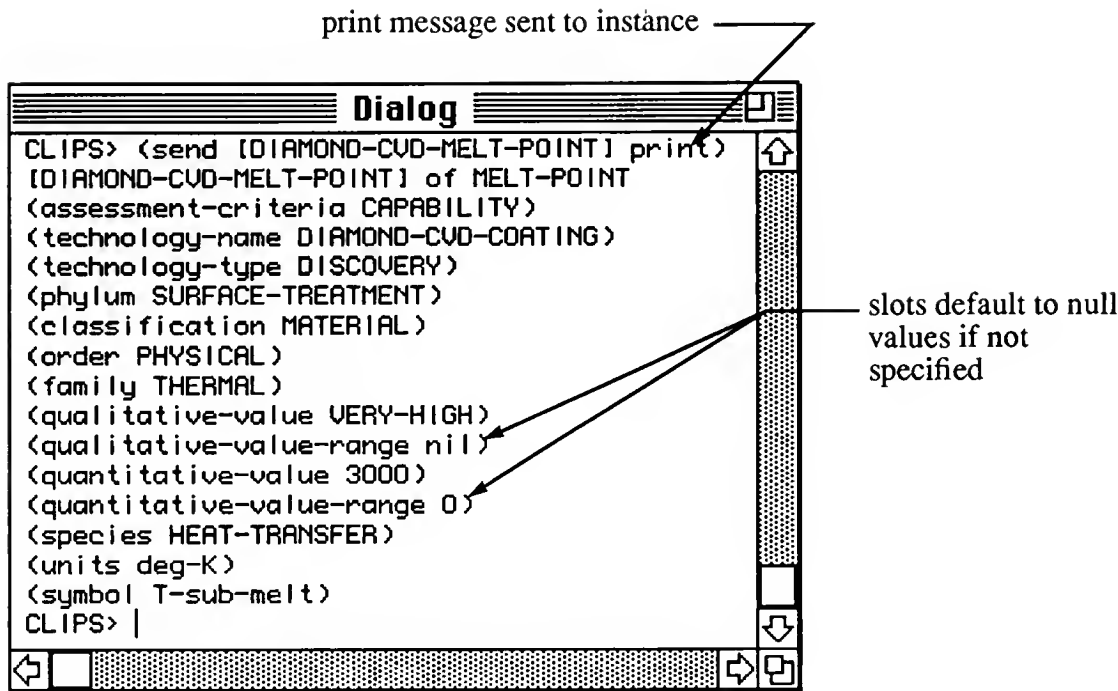 print message sent to instance
Dialog
CLIPS> (send [DIAMOND-CVD-MELT-POINT] print)
[DIAMOND-CVD-MELT-POINT] of MELT-POINT
(assessment-criteria CAPABILITY)
(technology-name DIAMOND-CVD-COATING)
(technology-type DISCOVERY)
(phylum SURFACE-TREATMENT)
(classification MATERIAL)
(order PHYSICAL)
(family THERMAL)
(qualitative-value VERY-HIGH)
(qualitative-value-range nil)
(quantitative-value 3000)
(quantitative-value-range 0)
(species HEAT-TRANSFER)
(units deg-K)
(symbol T-sub-melt)
CLIPS>
slots default to null
values if not
specified